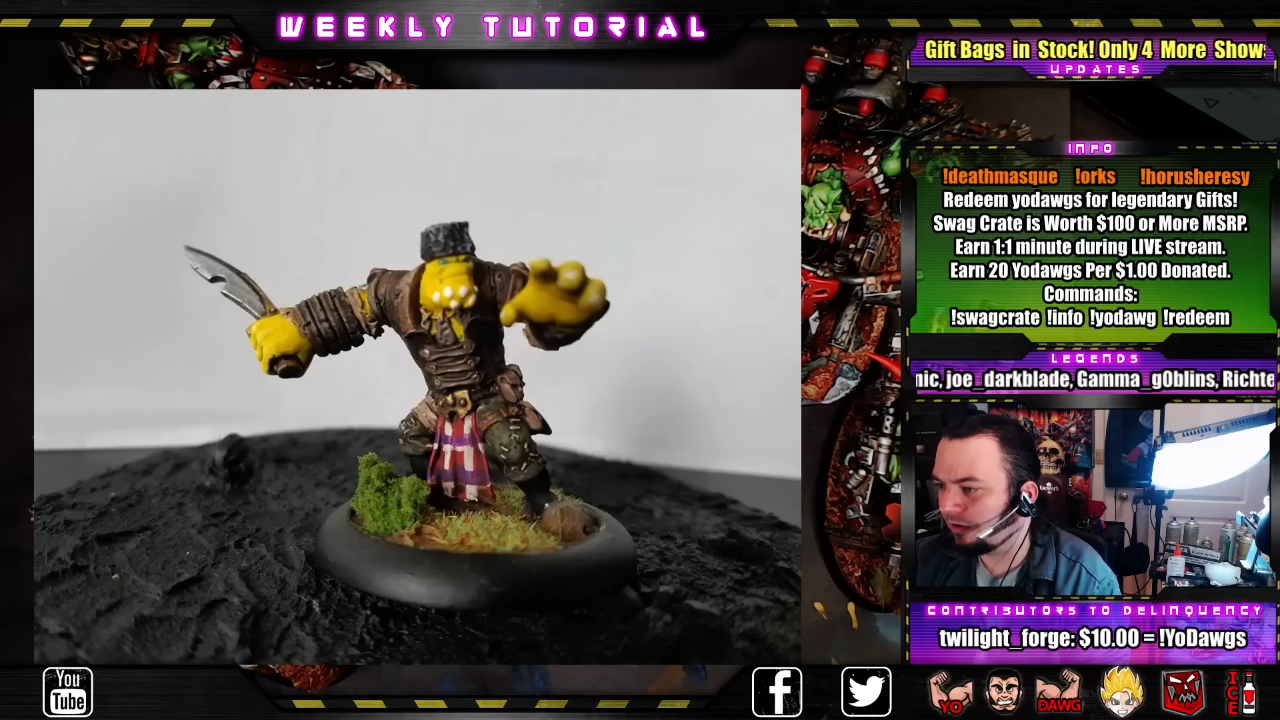 WEEKLY TUTORIAL
Gift Bags in Stock! Only 4 More Show
UPDATES
INFO
!deathmasque !orks !horusheresy
Redeem yodawgs for legendary Gifts!
Swag Crate is Worth $100 or More MSRP.
Earn 1:1 minute during LIVE stream.
Earn 20 Yodawgs Per $1.00 Donated.
Commands:
!swagcrate !info !yodawg !redeem
LEGENDS
nic, joe_darkblade, Gamma_g0blins, Richte
CONTRIBUTORS TO DELINQUENCY
twilight_forge: $10.00 = !YoDawgs
You
Tube
f
YO
DAWG
ICE